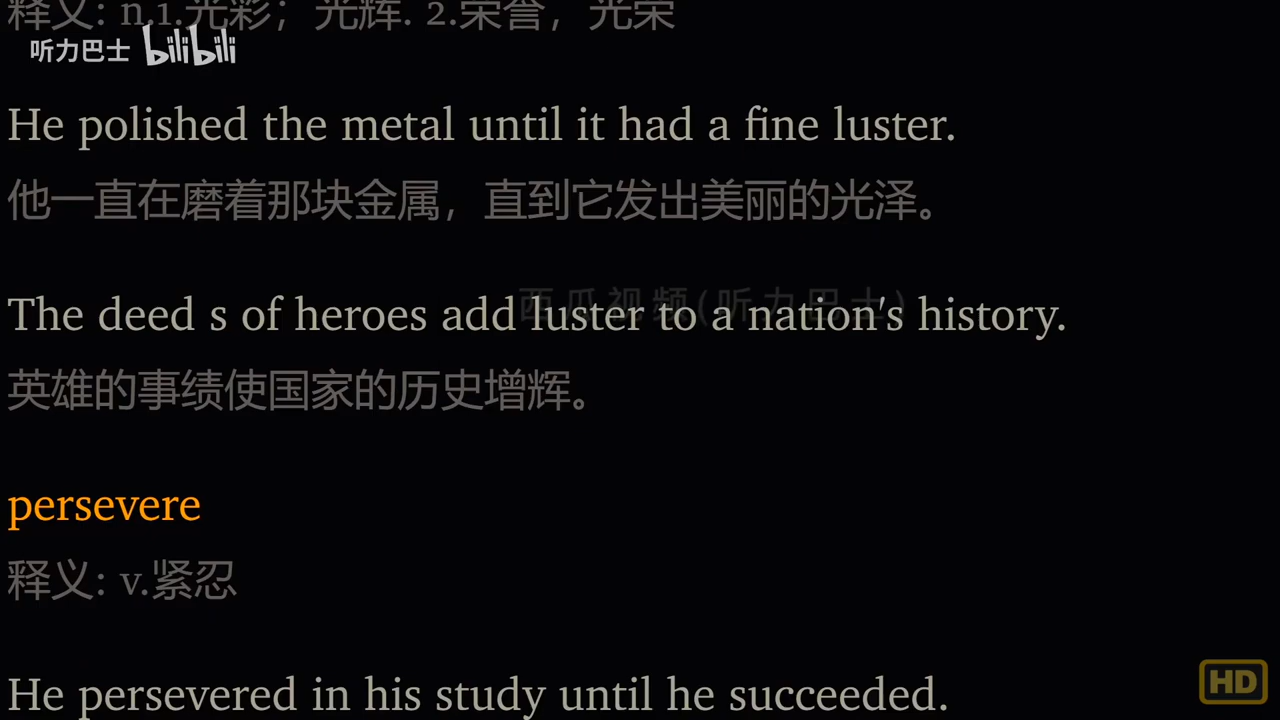 释义: n.1.光彩；光辉. 2.荣誉，光荣
听力巴士 bilibili
He polished the metal until it had a fine luster.
他一直在磨着那块金属，直到它发出美丽的光泽。
西瓜视频(听力巴士)
The deed s of heroes add luster to a nation's history.
英雄的事绩使国家的历史增辉。
persevere
释义: v.紧忍
He persevered in his study until he succeeded.
HD